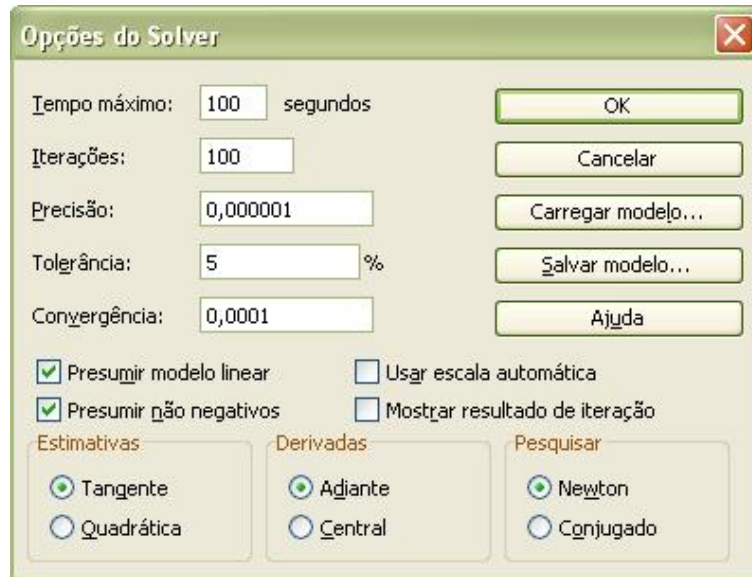 Opções do Solver
Tempo máximo: 100 segundos OK
Iterações: 100 Cancelar
Precisão: 0,000001 Carregar modelo...
Tolerância: 5 % Salvar modelo...
Convergência: 0,0001 Ajuda
Presumir modelo linear Usar escala automática
Presumir não negativos Mostrar resultado de iteração
Estimativas Derivadas Pesquisar
Tangente Adiante Newton
Quadrática Central Conjugado